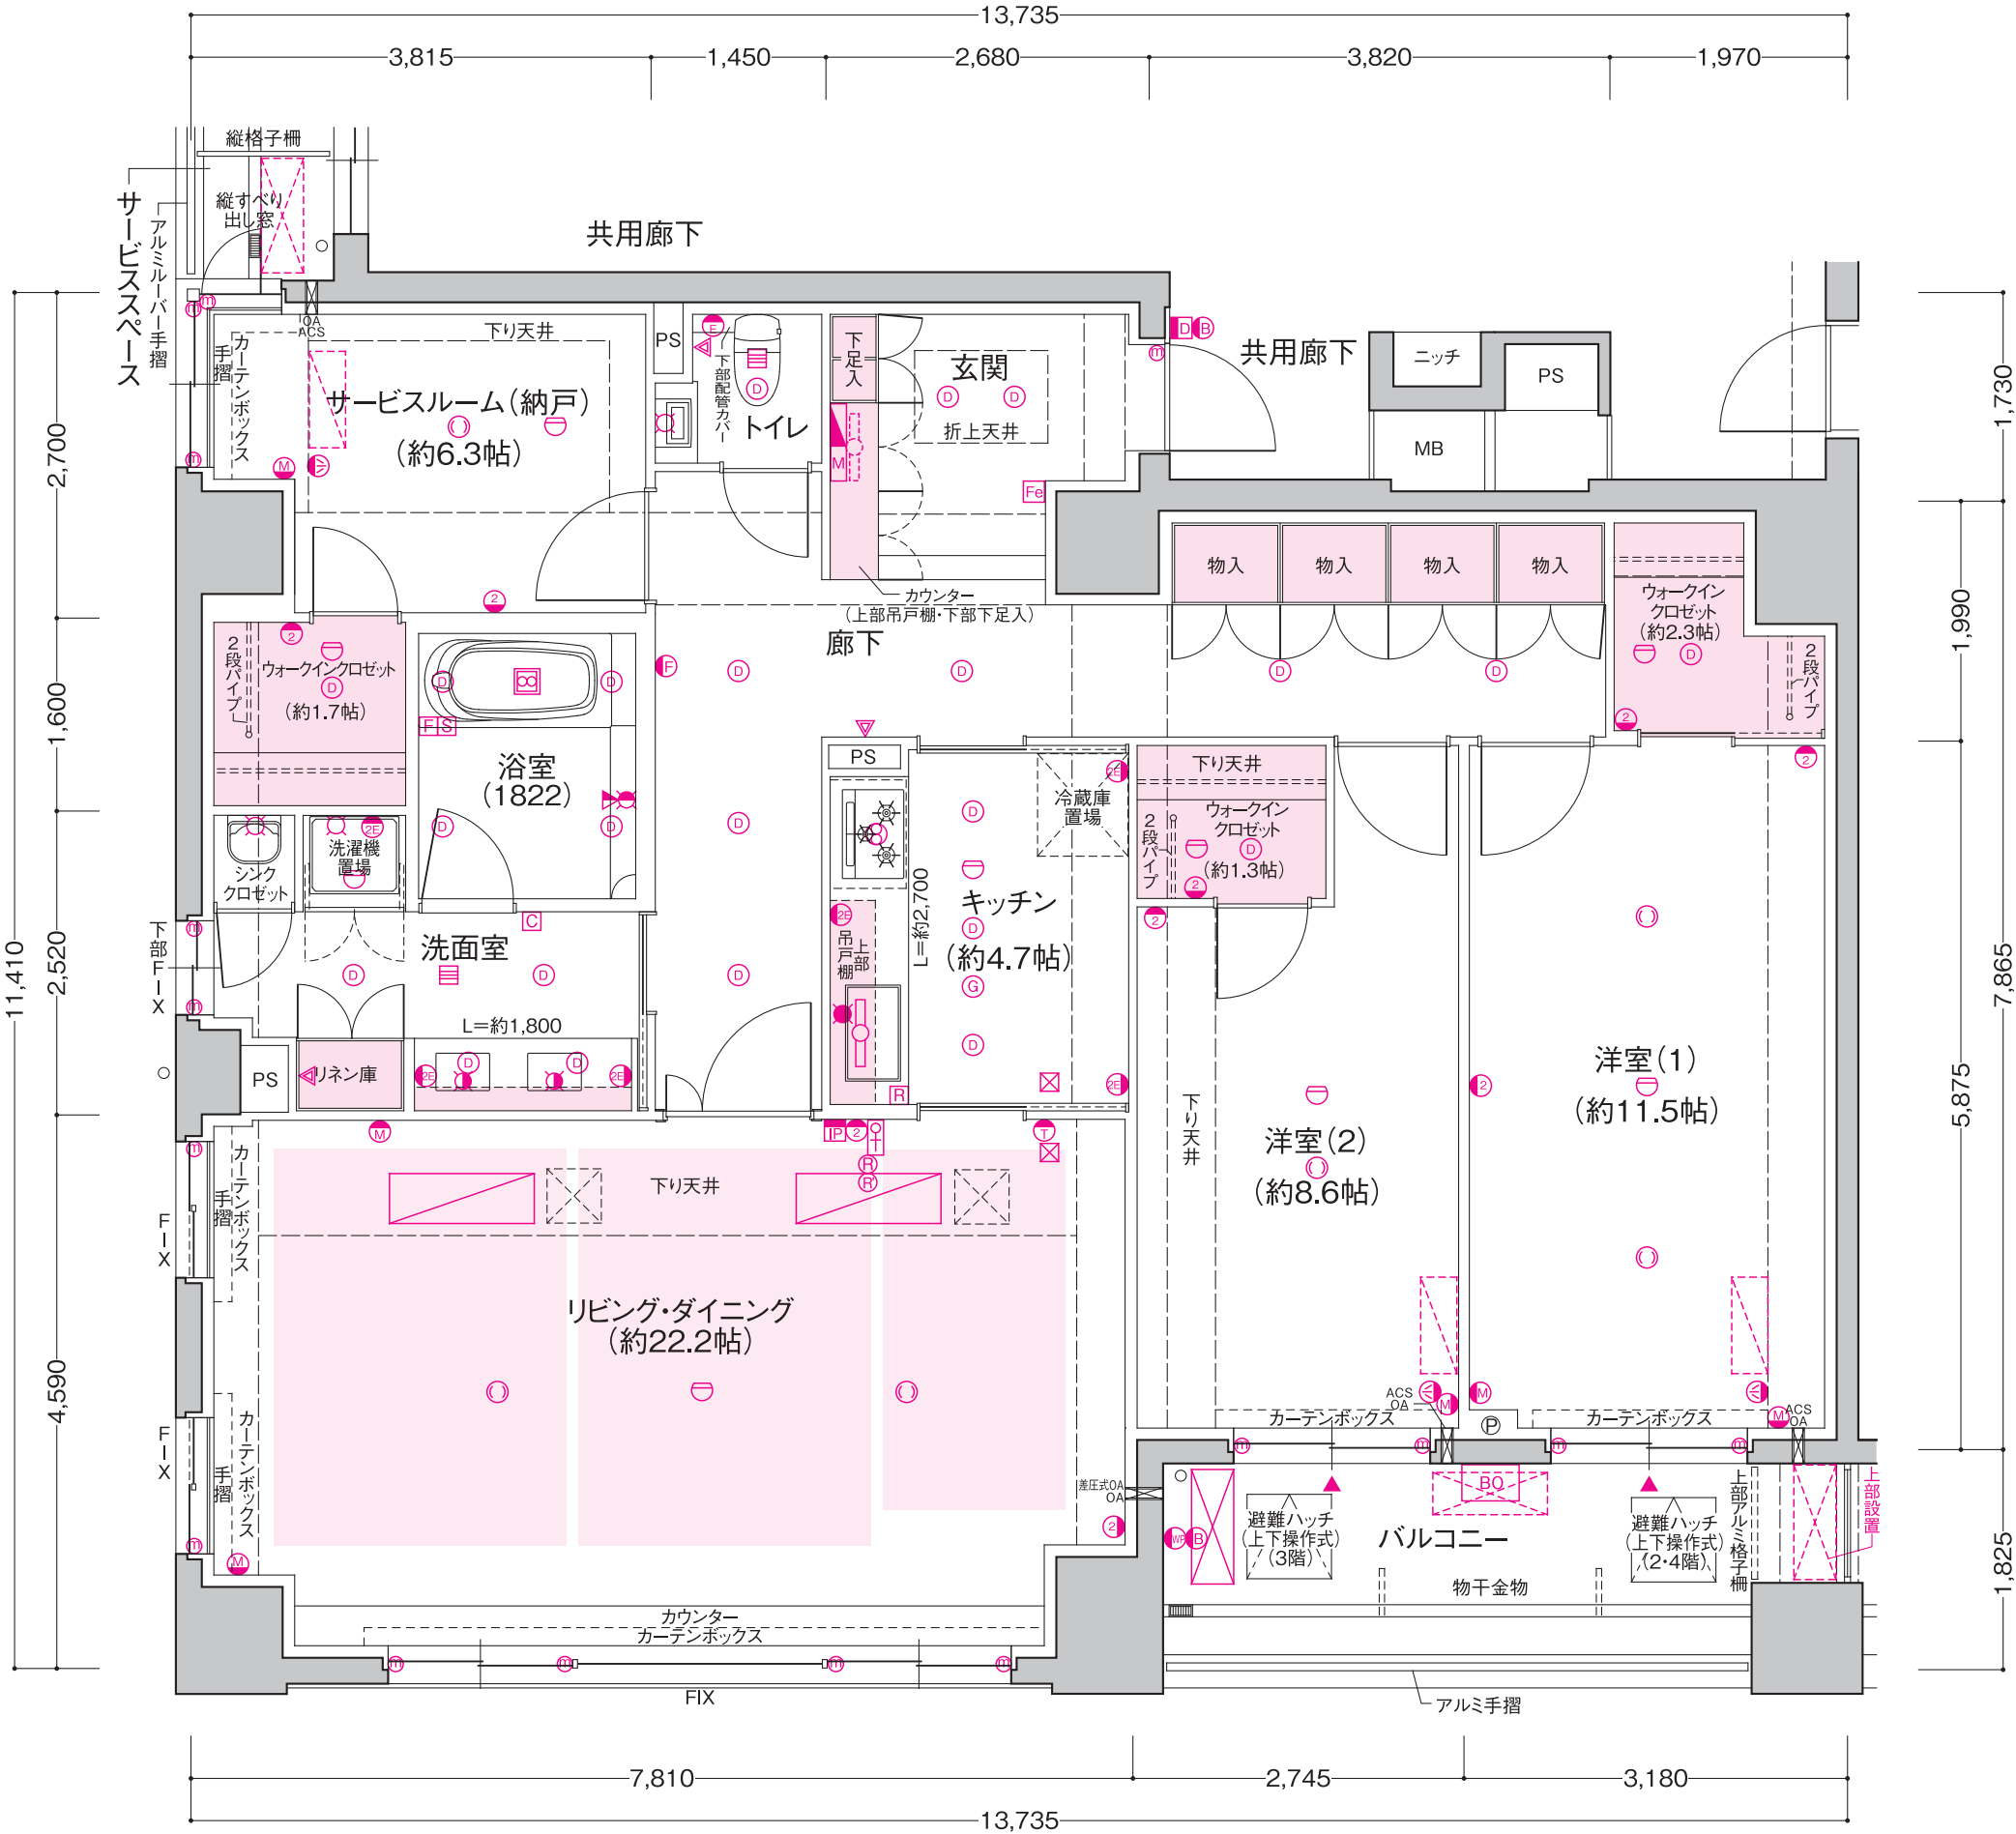 13,735
3,815
1,450
2,680
3,820
1,970
縦格子柵
縦すべり
出し窓
サービススペース
アルミルーバー手摺
共用廊下
共用廊下
ニッチ
PS
MB
OA
ACS
下り天井
手摺
カーテンボックス
サービスルーム(納戸)
(約6.3帖)
PS
E
下部配管カバー
トイレ
D
下足入
玄関
D
D
折上天井
D
B
m
M
Fe
カウンター
(上部吊戸棚・下部下足入)
廊下
物入
物入
物入
物入
ウォークイン
クロゼット
(約2.3帖)
D
2段パイプ
2
2段パイプ
2
ウォークインクロゼット
D
(約1.7帖)
浴室
(1822)
F
S
D
D
D
D
F
D
D
D
D
PS
冷蔵庫
置場
2E
下り天井
ウォークイン
クロゼット
D
(約1.3帖)
2段パイプ
2
2
2
シンク
クロゼット
2E
洗濯機
置場
C
洗面室
D
D
下部FIX
L=約1,800
PS
リネン庫
2E
D
D
2E
D
D
2E
上部
吊戸棚
L=約2,700
D
キッチン
D
(約4.7帖)
G
D
2E
R
洋室(1)
(約11.5帖)
2
洋室(2)
(約8.6帖)
下り天井
M
IP
2
T
R
R
下り天井
FIX
手摺
カーテンボックス
リビング・ダイニング
(約22.2帖)
FIX
手摺
カーテンボックス
M
カウンター
カーテンボックス
FIX
ACS
OA
M
M
M
ACS
OA
カーテンボックス
カーテンボックス
P
差圧式OA
OA
2
WP
B
避難ハッチ
(上下操作式)
(3階)
BO
バルコニー
物干金物
避難ハッチ
(上下操作式)
(2・4階)
上部アルミ格子柵
上部設置
アルミ手摺
11,410
2,700
1,600
2,520
4,590
1,730
1,990
7,865
5,875
1,825
7,810
2,745
3,180
13,735